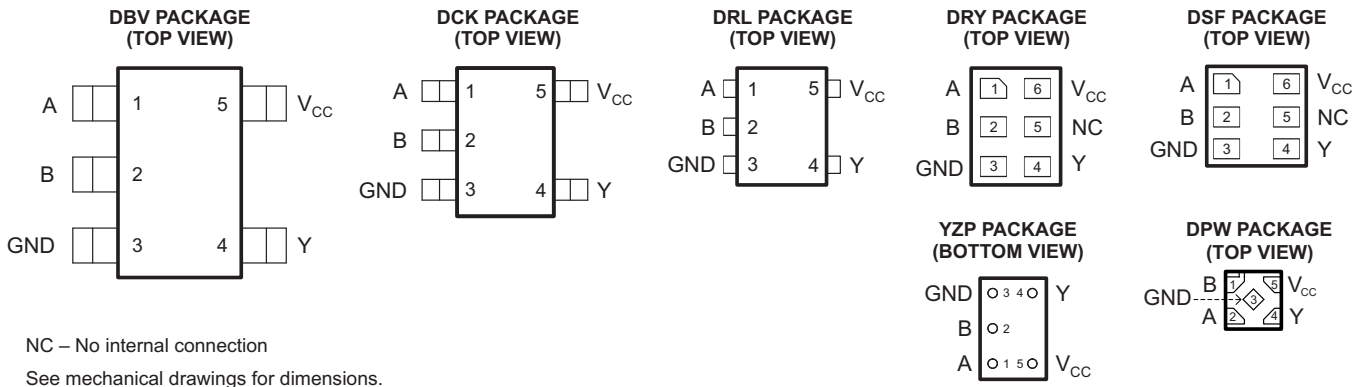 DBV PACKAGE
(TOP VIEW)
A 1 5 VCC
B 2
GND 3 4 Y
DCK PACKAGE
(TOP VIEW)
A 1 5 VCC
B 2
GND 3 4 Y
DRL PACKAGE
(TOP VIEW)
A 1 5 VCC
B 2
GND 3 4 Y
DRY PACKAGE
(TOP VIEW)
A 1 6 VCC
B 2 5 NC
GND 3 4 Y
DSF PACKAGE
(TOP VIEW)
A 1 6 VCC
B 2 5 NC
GND 3 4 Y
YZP PACKAGE
(BOTTOM VIEW)
GND 3 4 Y
B 2
A 1 5 VCC
DPW PACKAGE
(TOP VIEW)
B 1 5 VCC
GND 3
A 2 4 Y
NC – No internal connection
See mechanical drawings for dimensions.